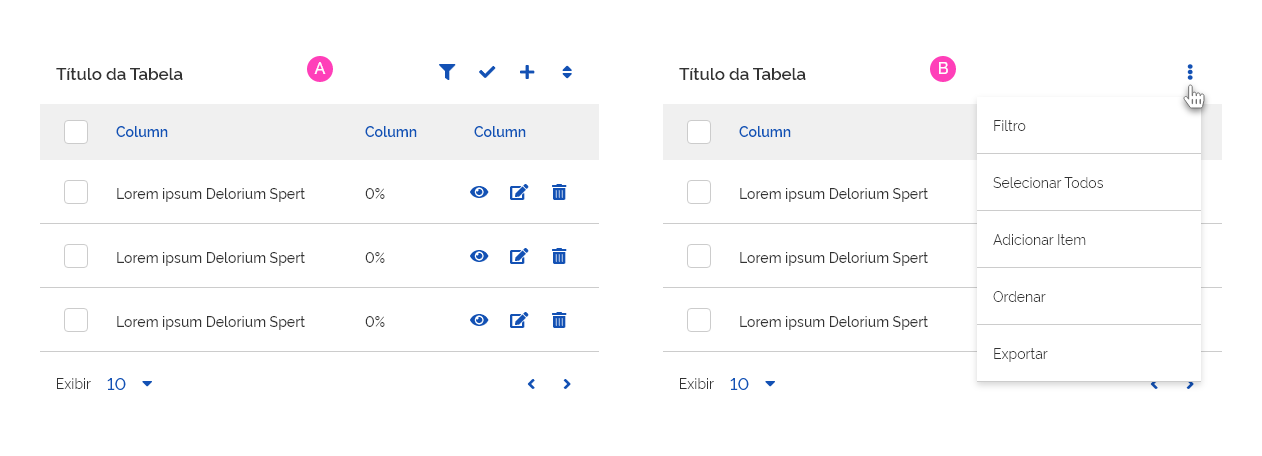 Título da Tabela
A
Column Column Column
Lorem ipsum Delorium Spert 0%
Lorem ipsum Delorium Spert 0%
Lorem ipsum Delorium Spert 0%
Exibir 10
Título da Tabela
B
Column
Lorem ipsum Delorium Spert
Lorem ipsum Delorium Spert
Lorem ipsum Delorium Spert
Exibir 10
Filtro
Selecionar Todos
Adicionar Item
Ordenar
Exportar